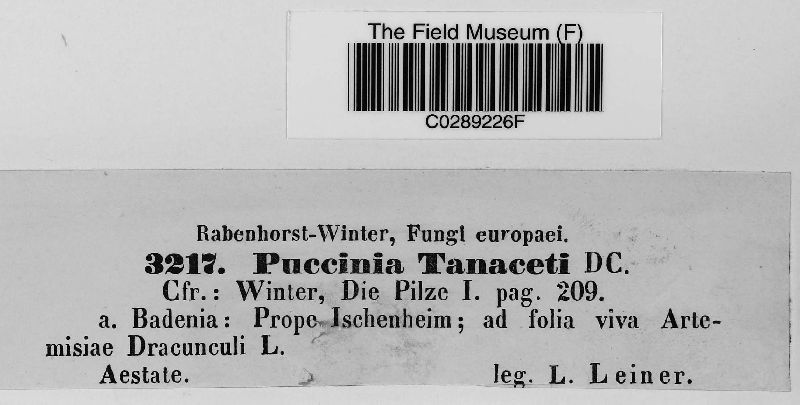 The Field Museum (F)
C0289226F
Rabenhorst-Winter, Fungi europaei.
3217. Puccinia Tanaceti DC.
Cfr.: Winter, Die Pilze I. pag. 209.
a. Badenia: Prope Ischenheim; ad folia viva Arte-
misiae Dracunculi L.
Aestate. leg. L. Leiner.